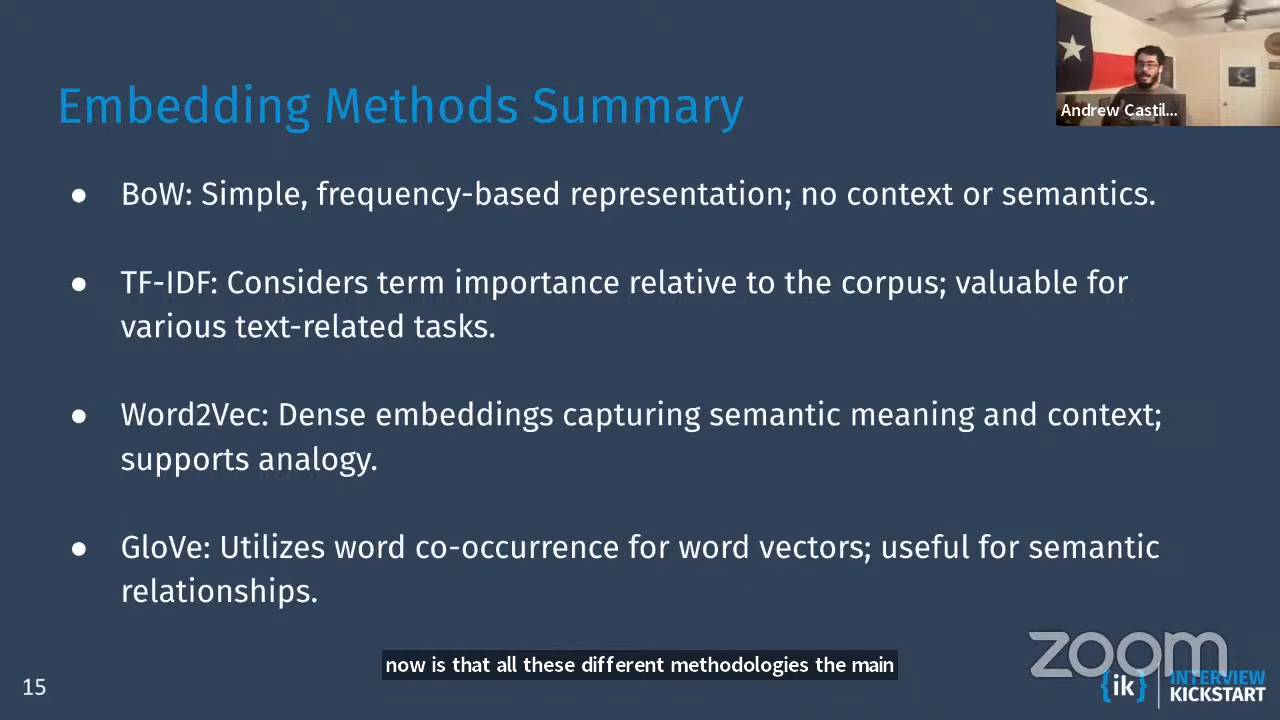 Andrew Castil...
Embedding Methods Summary
● BoW: Simple, frequency-based representation; no context or semantics.
● TF-IDF: Considers term importance relative to the corpus; valuable for
various text-related tasks.
● Word2Vec: Dense embeddings capturing semantic meaning and context;
supports analogy.
● GloVe: Utilizes word co-occurrence for word vectors; useful for semantic
relationships.
now is that all these different methodologies the main
zoom
15
{ik} INTERVIEW
KICKSTART